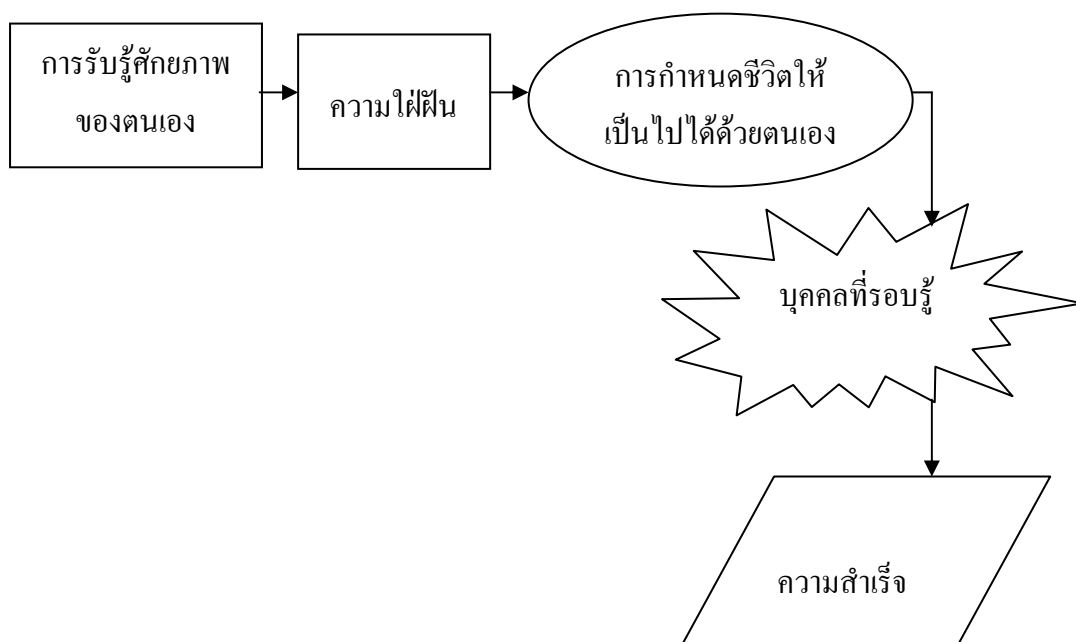 การรับรู้ศักยภาพ
ของตนเอง
ความใฝ่ฝัน
การกำหนดชีวิตให้
เป็นไปได้ด้วยตนเอง
บุคคลที่รอบรู้
ความสำเร็จ